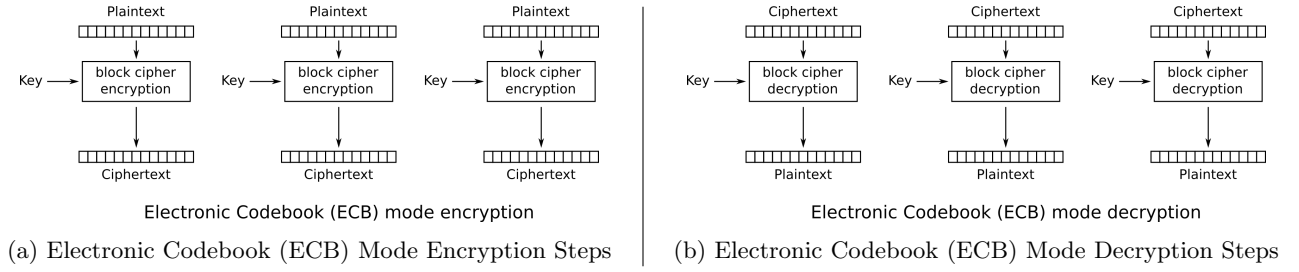 Plaintext Plaintext Plaintext
Key block cipher encryption Key block cipher encryption Key block cipher encryption
Ciphertext Ciphertext Ciphertext
Electronic Codebook (ECB) mode encryption
(a) Electronic Codebook (ECB) Mode Encryption Steps
Ciphertext Ciphertext Ciphertext
Key block cipher decryption Key block cipher decryption Key block cipher decryption
Plaintext Plaintext Plaintext
Electronic Codebook (ECB) mode decryption
(b) Electronic Codebook (ECB) Mode Decryption Steps